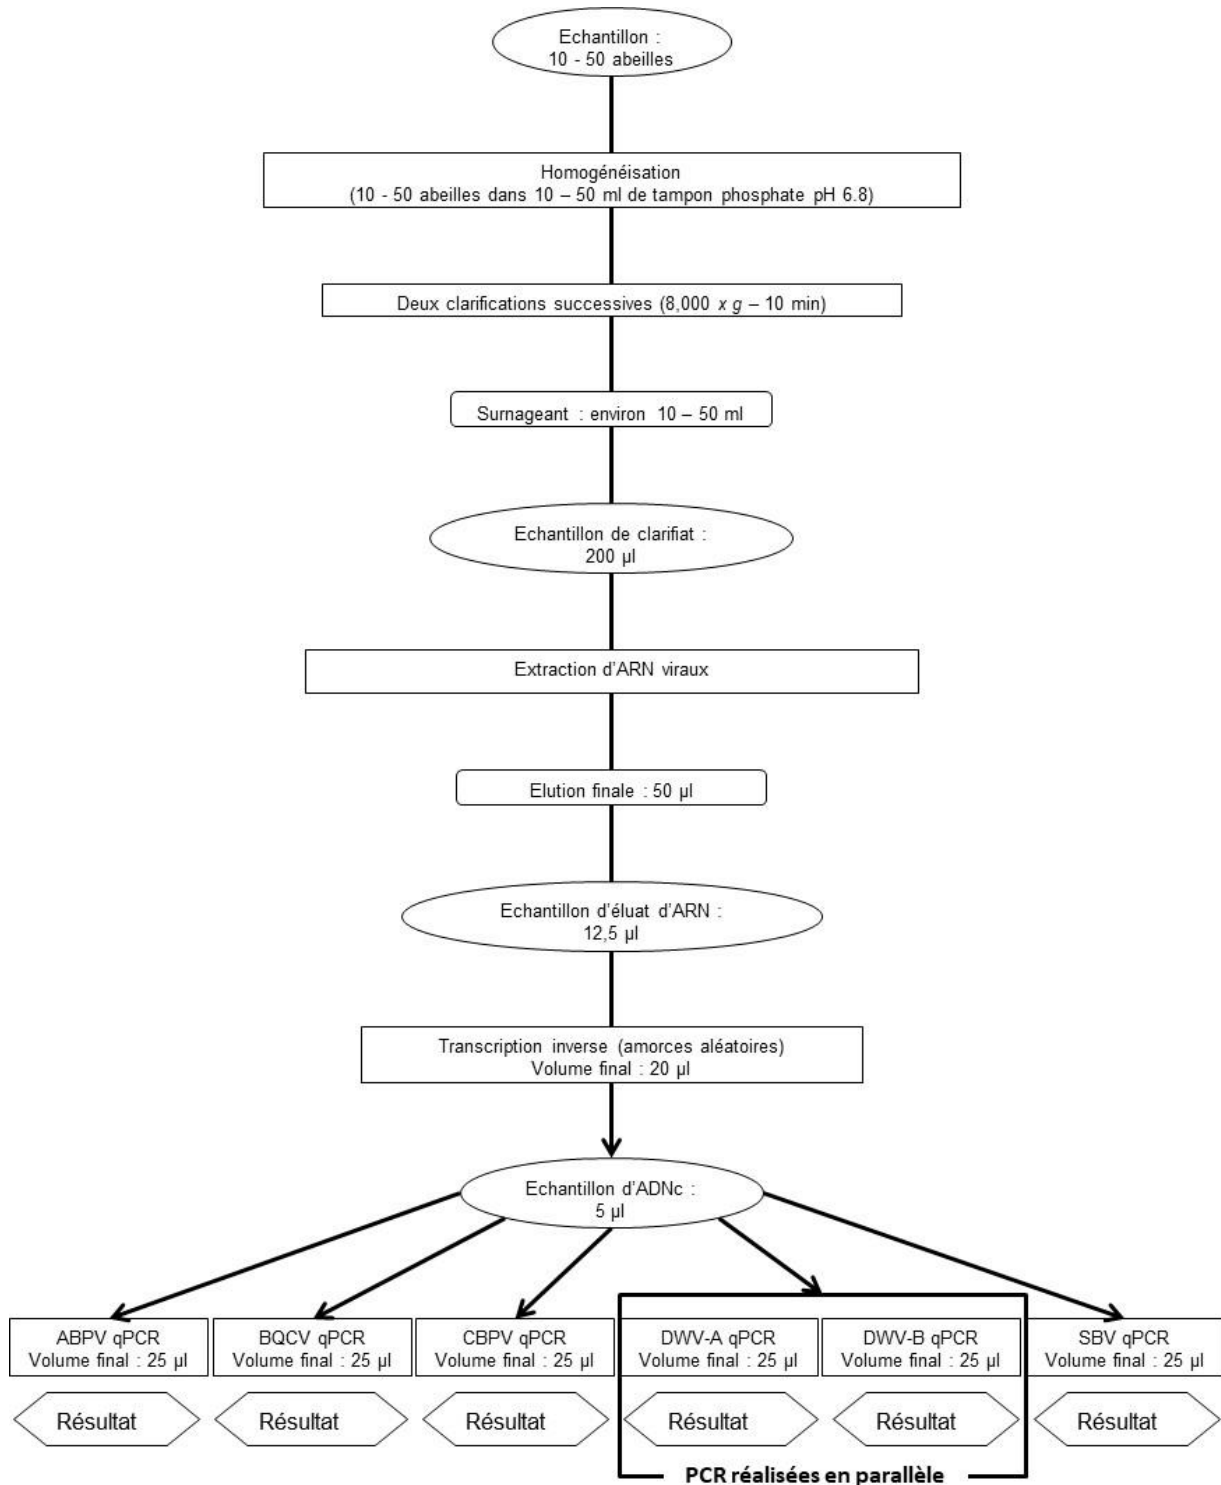 Echantillon :
10 - 50 abeilles
Homogénéisation
(10 - 50 abeilles dans 10 – 50 ml de tampon phosphate pH 6.8)
Deux clarifications successives (8,000 x g – 10 min)
Surnageant : environ 10 – 50 ml
Echantillon de clarifiat :
200 µl
Extraction d'ARN viraux
Elution finale : 50 µl
Echantillon d'éluat d'ARN :
12,5 µl
Transcription inverse (amorces aléatoires)
Volume final : 20 µl
Echantillon d'ADNc :
5 µl
ABPV qPCR
Volume final : 25 µl
BQCV qPCR
Volume final : 25 µl
CBPV qPCR
Volume final : 25 µl
DWV-A qPCR
Volume final : 25 µl
DWV-B qPCR
Volume final : 25 µl
SBV qPCR
Volume final : 25 µl
Résultat
Résultat
Résultat
Résultat
Résultat
Résultat
PCR réalisées en parallèle